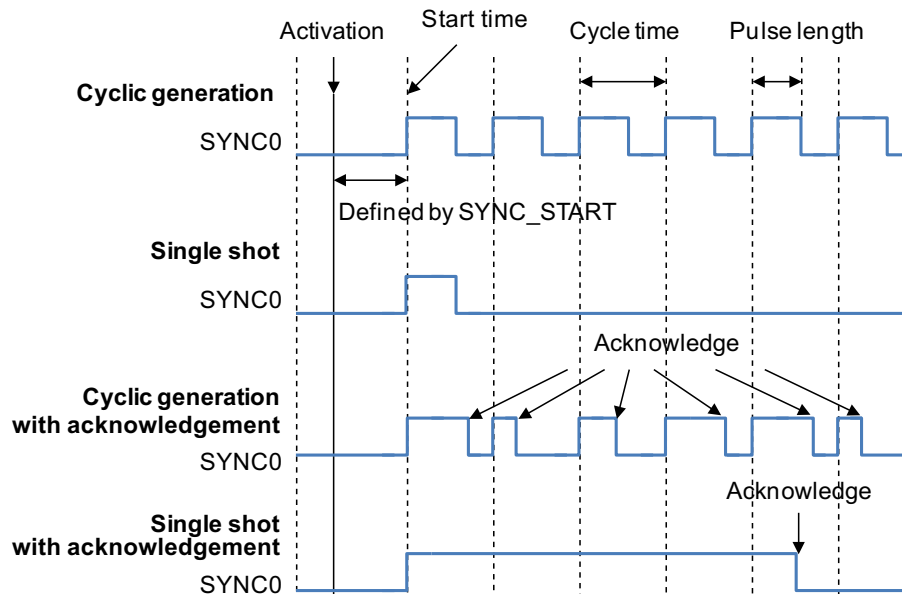 Activation
Start time
Cycle time
Pulse length
Cyclic generation
SYNC0
Defined by SYNC_START
Single shot
SYNC0
Acknowledge
Cyclic generation
with acknowledgement
SYNC0
Acknowledge
Single shot
with acknowledgement
SYNC0